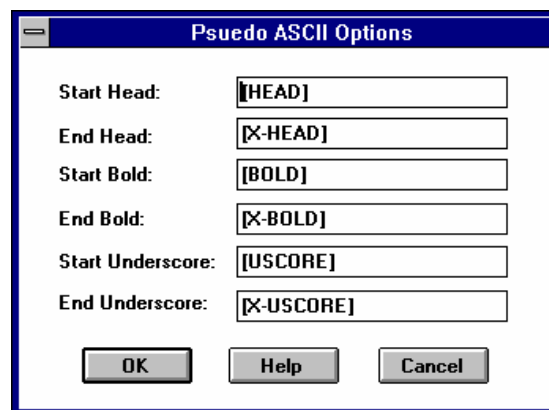 Psuedo ASCII Options
Start Head: [HEAD]
End Head: [X-HEAD]
Start Bold: [BOLD]
End Bold: [X-BOLD]
Start Underscore: [USCORE]
End Underscore: [X-USCORE]
OK Help Cancel